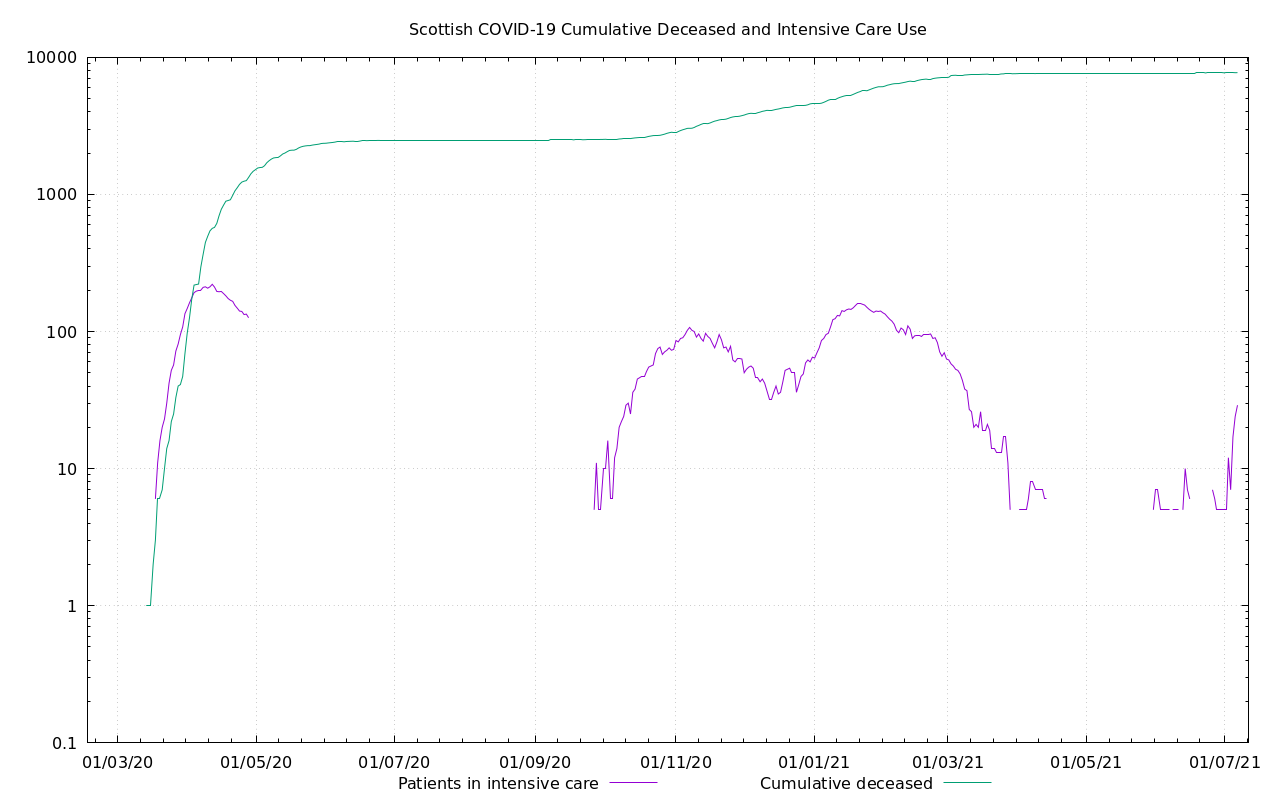 Scottish COVID-19 Cumulative Deceased and Intensive Care Use
10000
1000
100
10
1
0.1
01/03/20 01/05/20 01/07/20 01/09/20 01/11/20 01/01/21 01/03/21 01/05/21 01/07/21
Patients in intensive care Cumulative deceased